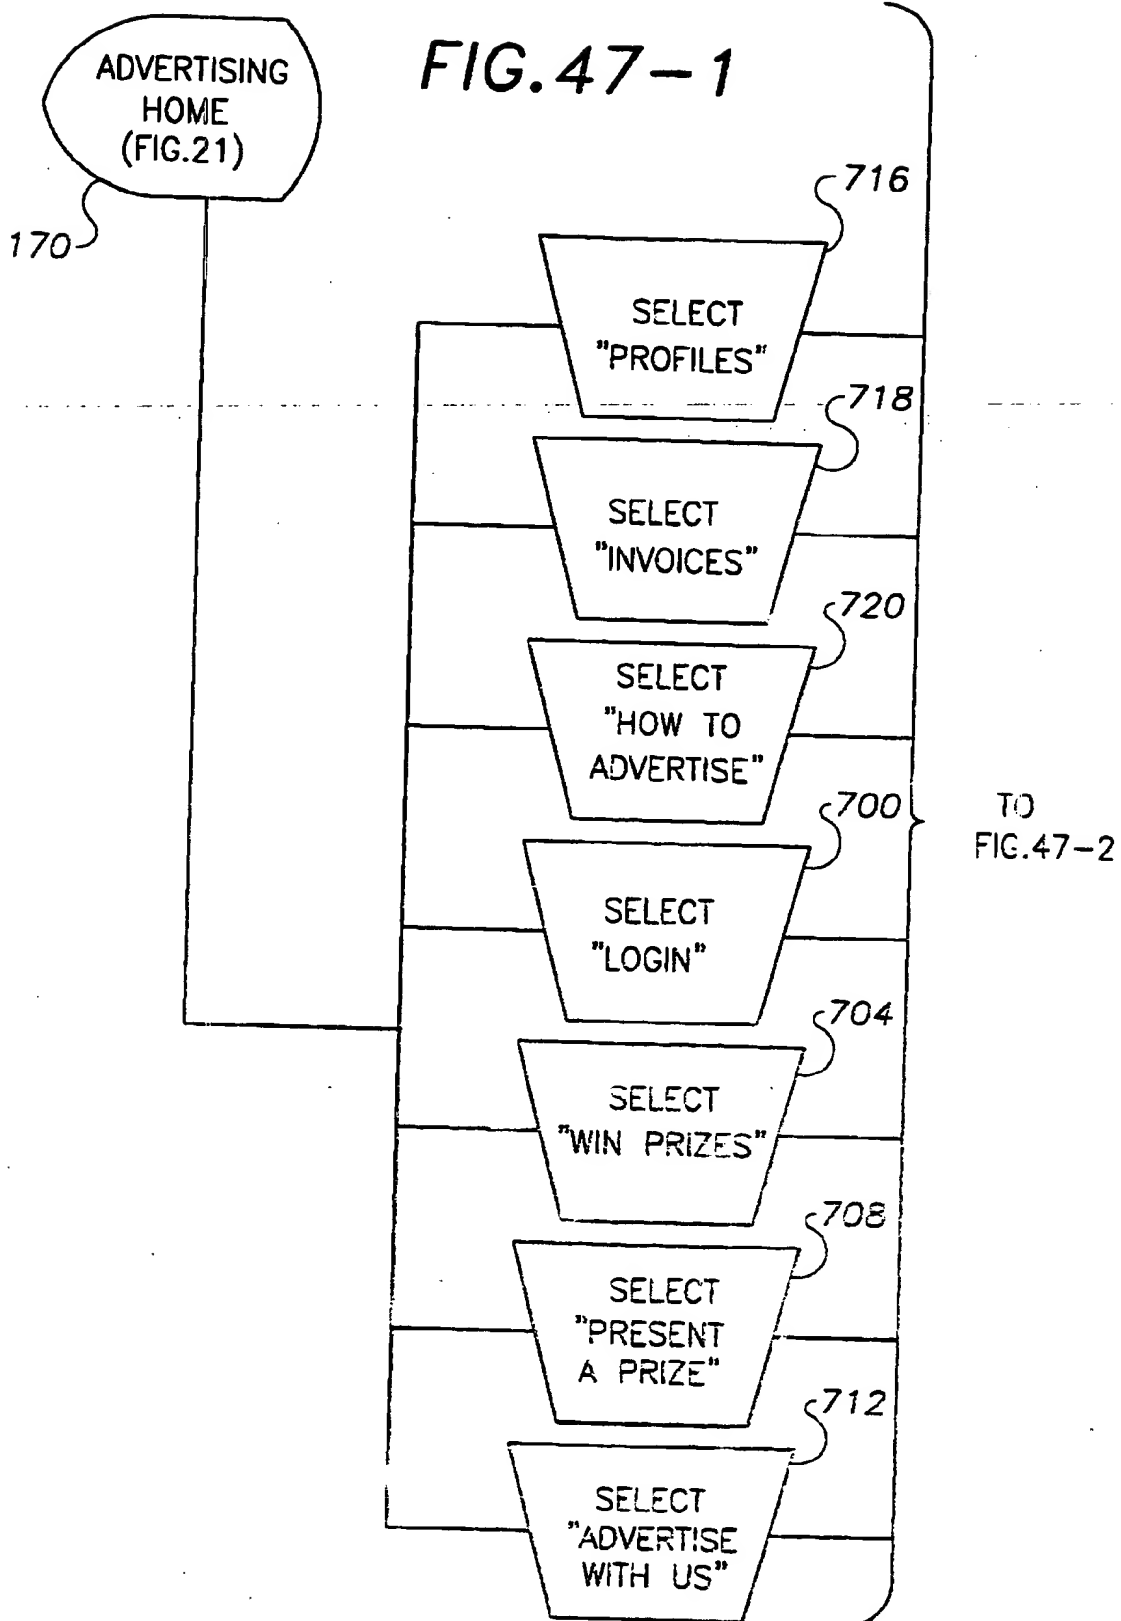 FIG.47-1
ADVERTISING
HOME
(FIG.21)
170
716
SELECT
"PROFILES"
718
SELECT
"INVOICES"
720
SELECT
"HOW TO
ADVERTISE"
700
SELECT
"LOGIN"
TO
FIG.47-2
704
SELECT
"WIN PRIZES"
708
SELECT
"PRESENT
A PRIZE"
712
SELECT
"ADVERTISE
WITH US"